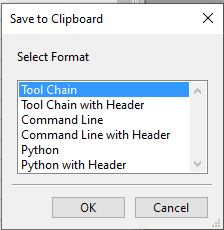 Save to Clipboard
Select Format
Tool Chain
Tool Chain with Header
Command Line
Command Line with Header
Python
Python with Header
OK
Cancel